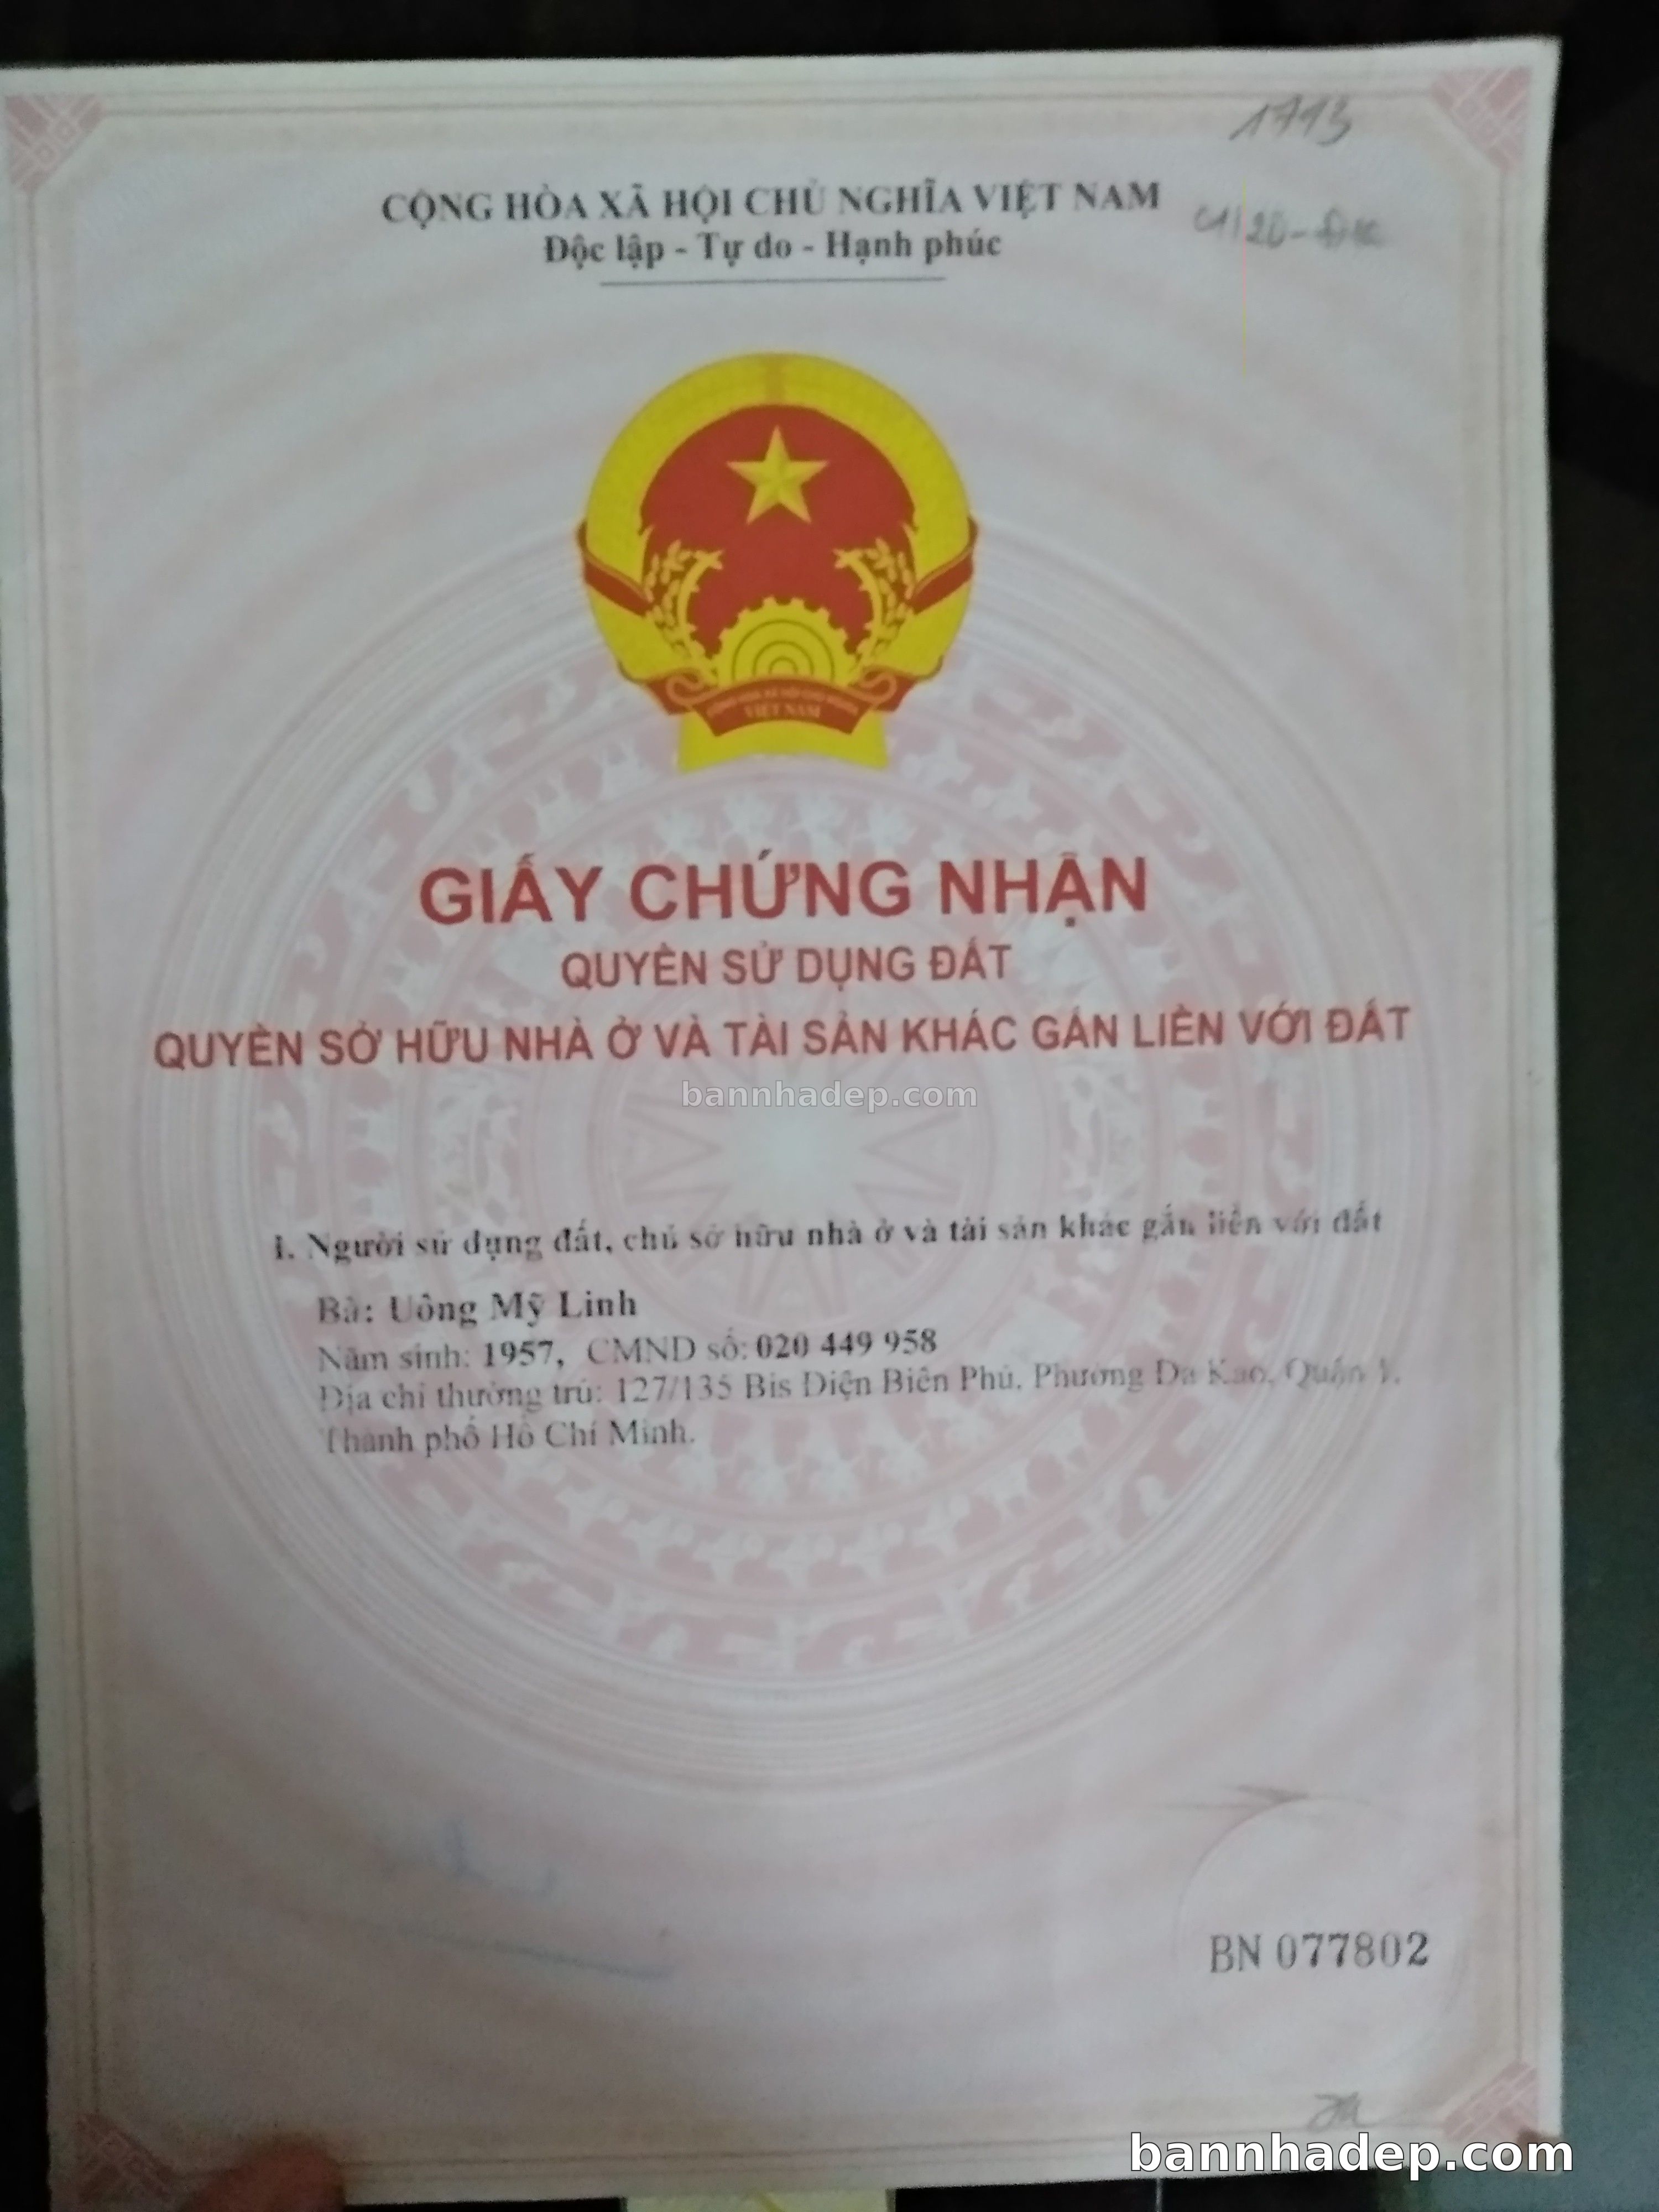 1713
CỘNG HÒA XÃ HỘI CHỦ NGHĨA VIỆT NAM
Độc lập - Tự do - Hạnh phúc
VIỆT NAM
GIẤY CHỨNG NHẬN
QUYỀN SỬ DỤNG ĐẤT
QUYỀN SỞ HỮU NHÀ Ở VÀ TÀI SẢN KHÁC GẮN LIỀN VỚI ĐẤT
bannhadep.com
I. Người sử dụng đất, chủ sở hữu nhà ở và tài sản khác gắn liền với đất
Bà: Uông Mỹ Linh
Năm sinh: 1957, CMND số: 020 449 958
Địa chỉ thường trú: 127/135 Bis Điện Biên Phủ, Phường Đa Kao, Quận 1,
Thành phố Hồ Chí Minh.
BN 077802
bannhadep.com